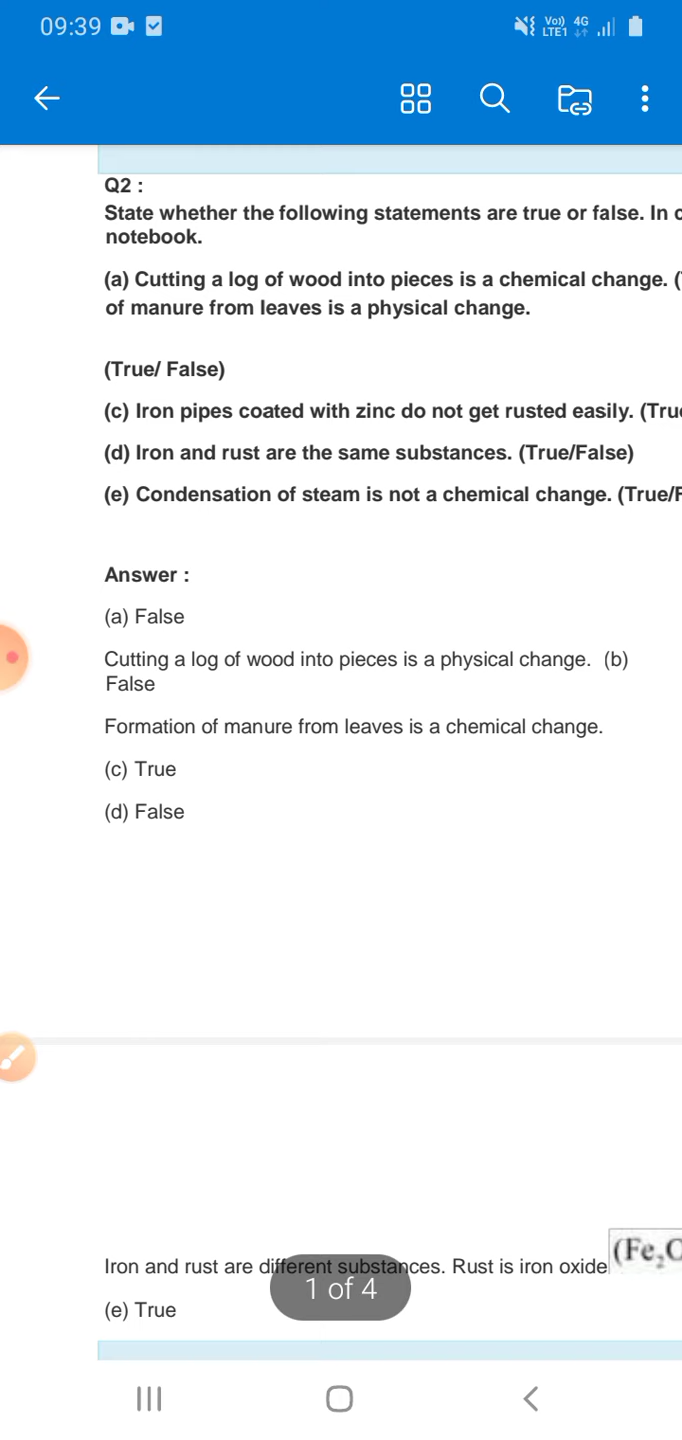 09:39
Vo)) 4G
LTE1
Q2 :
State whether the following statements are true or false. In
notebook.
(a) Cutting a log of wood into pieces is a chemical change. (
of manure from leaves is a physical change.
(True/ False)
(c) Iron pipes coated with zinc do not get rusted easily. (Tru
(d) Iron and rust are the same substances. (True/False)
(e) Condensation of steam is not a chemical change. (True/F
Answer :
(a) False
Cutting a log of wood into pieces is a physical change. (b)
False
Formation of manure from leaves is a chemical change.
(c) True
(d) False
(Fe₂O
Iron and rust are different substances. Rust is iron oxide
1 of 4
(e) True